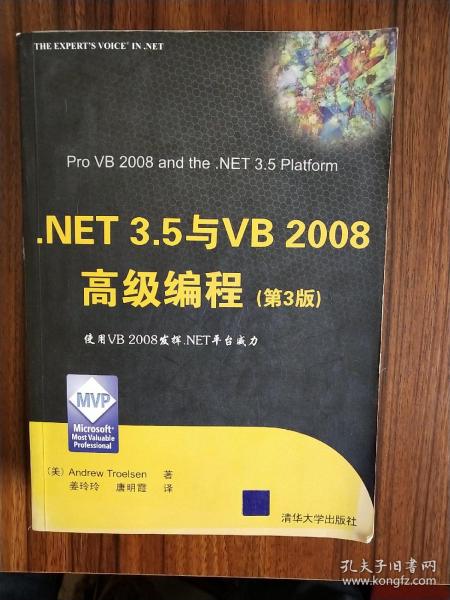 THE EXPERT'S VOICE® IN .NET
Pro VB 2008 and the .NET 3.5 Platform
.NET 3.5与VB 2008
高级编程 (第3版)
使用VB 2008发挥.NET平台威力
MVP
Microsoft®
Most Valuable
Professional
(美) Andrew Troelsen 著
姜玲玲 唐明霞 译
清华大学出版社
孔夫子旧书网
www.kongfz.com